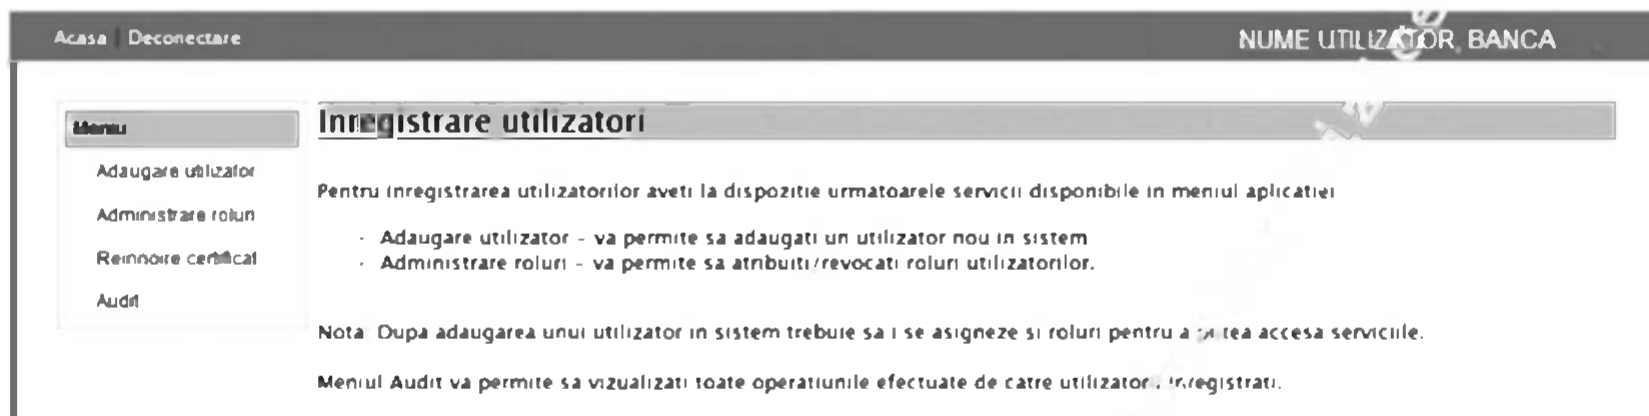 Acasa Deconectare
NUME UTILIZATOR, BANCA
Meniu
Adaugare utilizator
Administrare roluri
Reinnoire certificat
Audit
Inregistrare utilizatori
Pentru inregistrarea utilizatorilor aveti la dispozitie urmatoarele servicii disponibile in meniul aplicatiei
- Adaugare utilizator - va permite sa adaugati un utilizator nou in sistem
- Administrare roluri - va permite sa atribuiti/revocati roluri utilizatorilor.
Nota: Dupa adaugarea unui utilizator in sistem trebuie sa i se asigneze si roluri pentru a putea accesa serviciile.
Meniul Audit va permite sa vizualizati toate operatiunile efectuate de catre utilizatorii inregistrati.